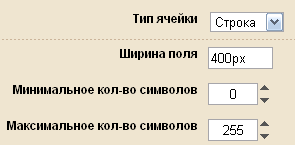 Тип ячейки Строка
Ширина поля 400px
Минимальное кол-во символов 0
Максимальное кол-во символов 255